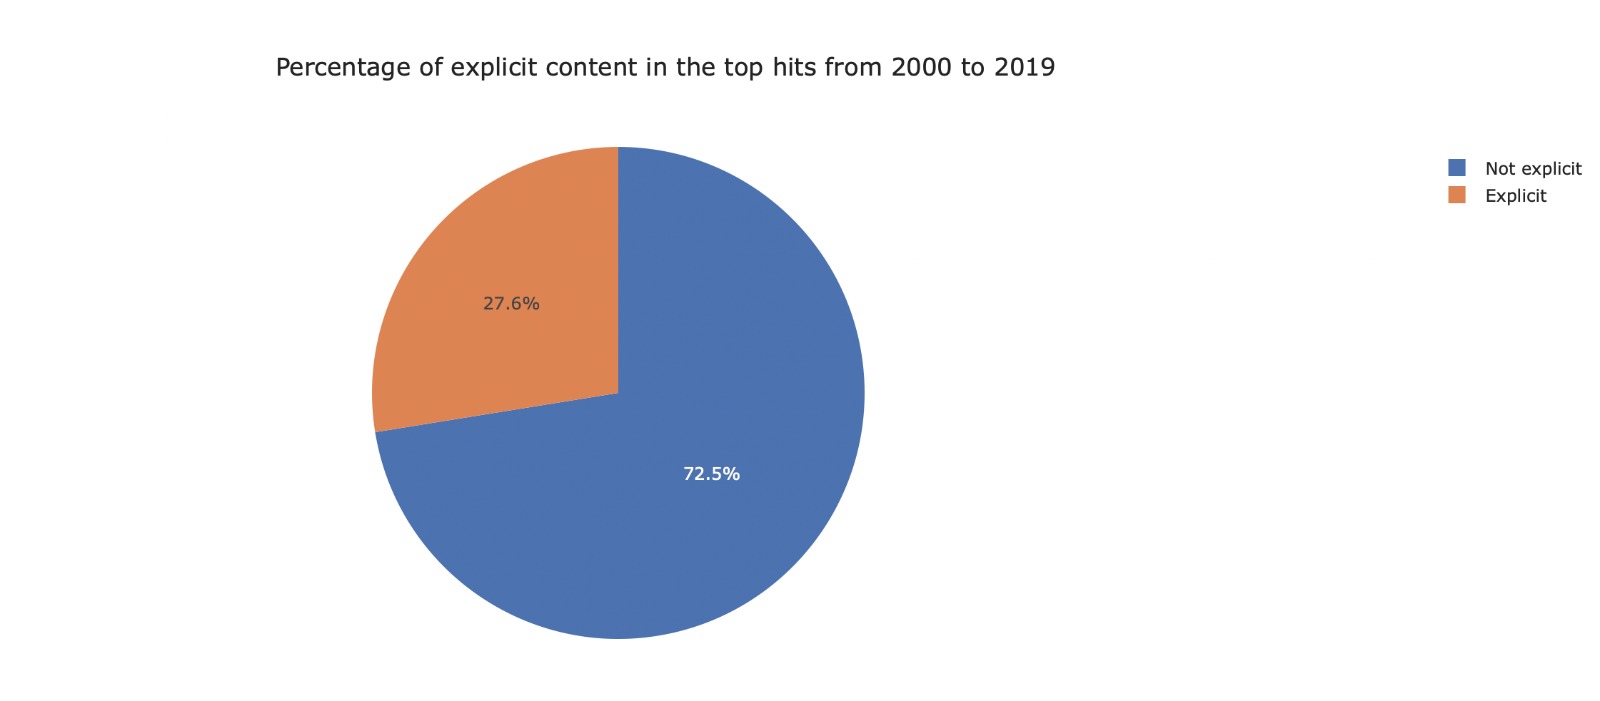 Percentage of explicit content in the top hits from 2000 to 2019
Not explicit
Explicit
27.6%
72.5%